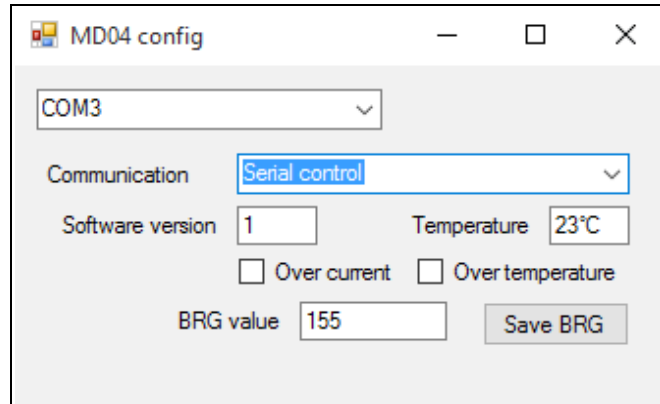 MD04 config
COM3
Communication Serial control
Software version 1 Temperature 23°C
Over current Over temperature
BRG value 155 Save BRG